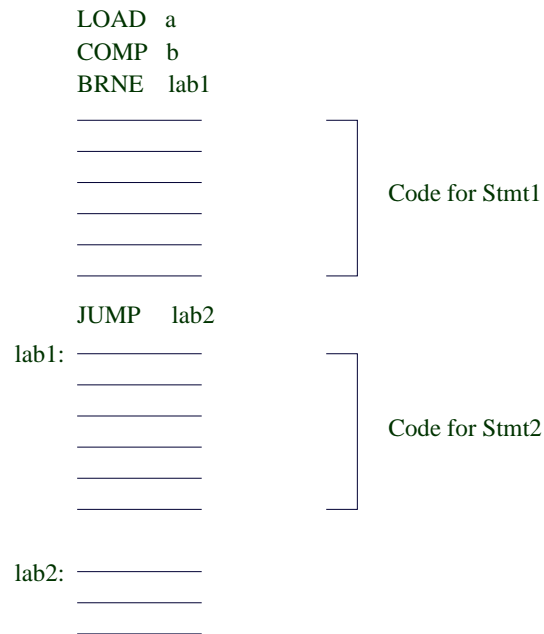 LOAD a
COMP b
BRNE lab1
Code for Stmt1
JUMP lab2
lab1:
Code for Stmt2
lab2: